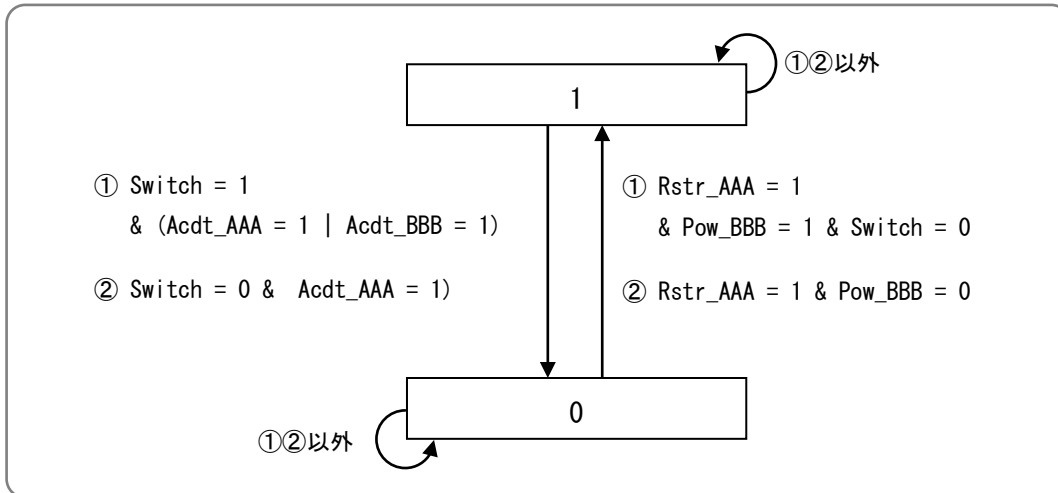 ①②以外
1
① Switch = 1
& (Acdt_AAA = 1 | Acdt_BBB = 1)
② Switch = 0 & Acdt_AAA = 1)
① Rstr_AAA = 1
& Pow_BBB = 1 & Switch = 0
② Rstr_AAA = 1 & Pow_BBB = 0
0
①②以外